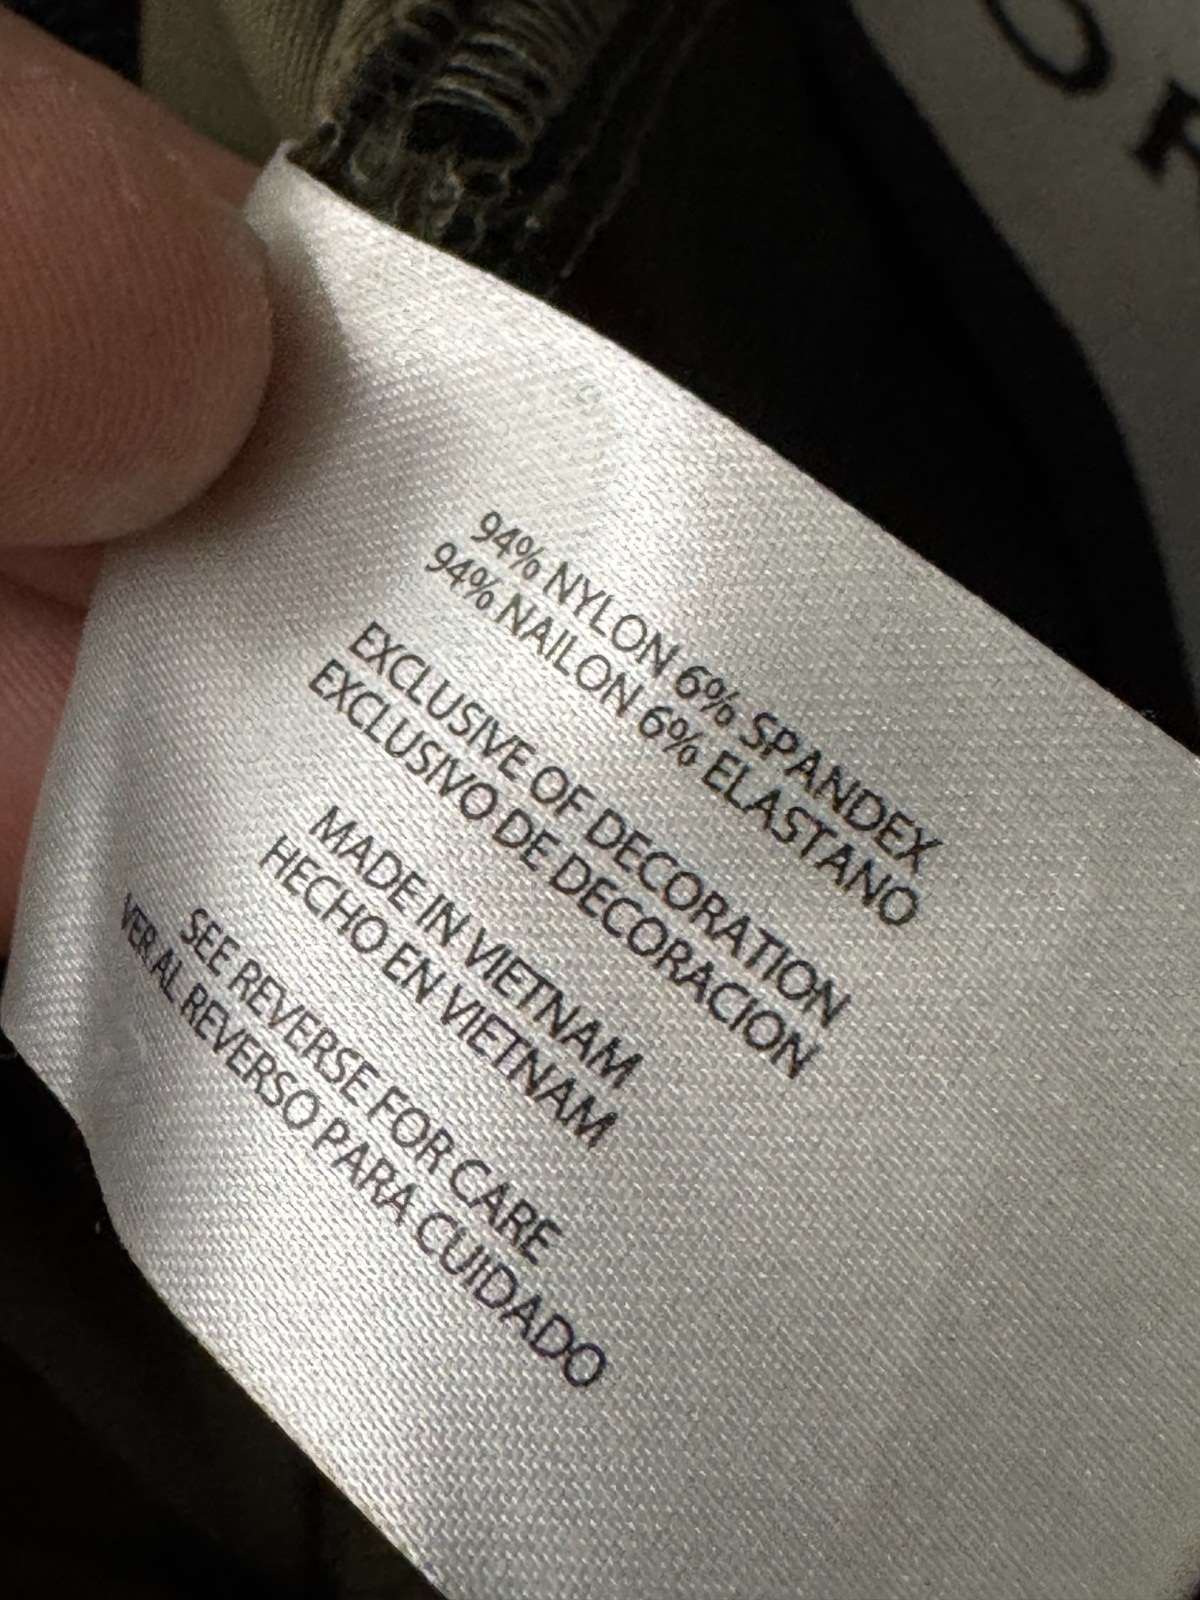 94% NYLON 6% SPANDEX
94% NAILON 6% ELASTANO
EXCLUSIVE OF DECORATION
EXCLUSIVO DE DECORACION
MADE IN VIETNAM
HECHO EN VIETNAM
SEE REVERSE FOR CARE
VER AL REVERSO PARA CUIDADO